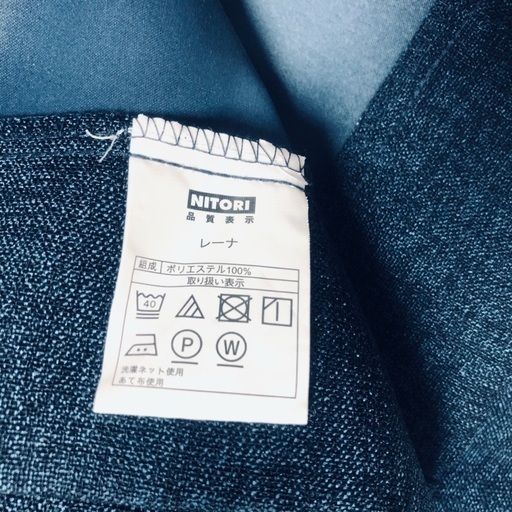 NITORI
品質表示
レーナ
組成 ポリエステル100%
取り扱い表示
40
P W
洗濯ネット使用
あて布使用